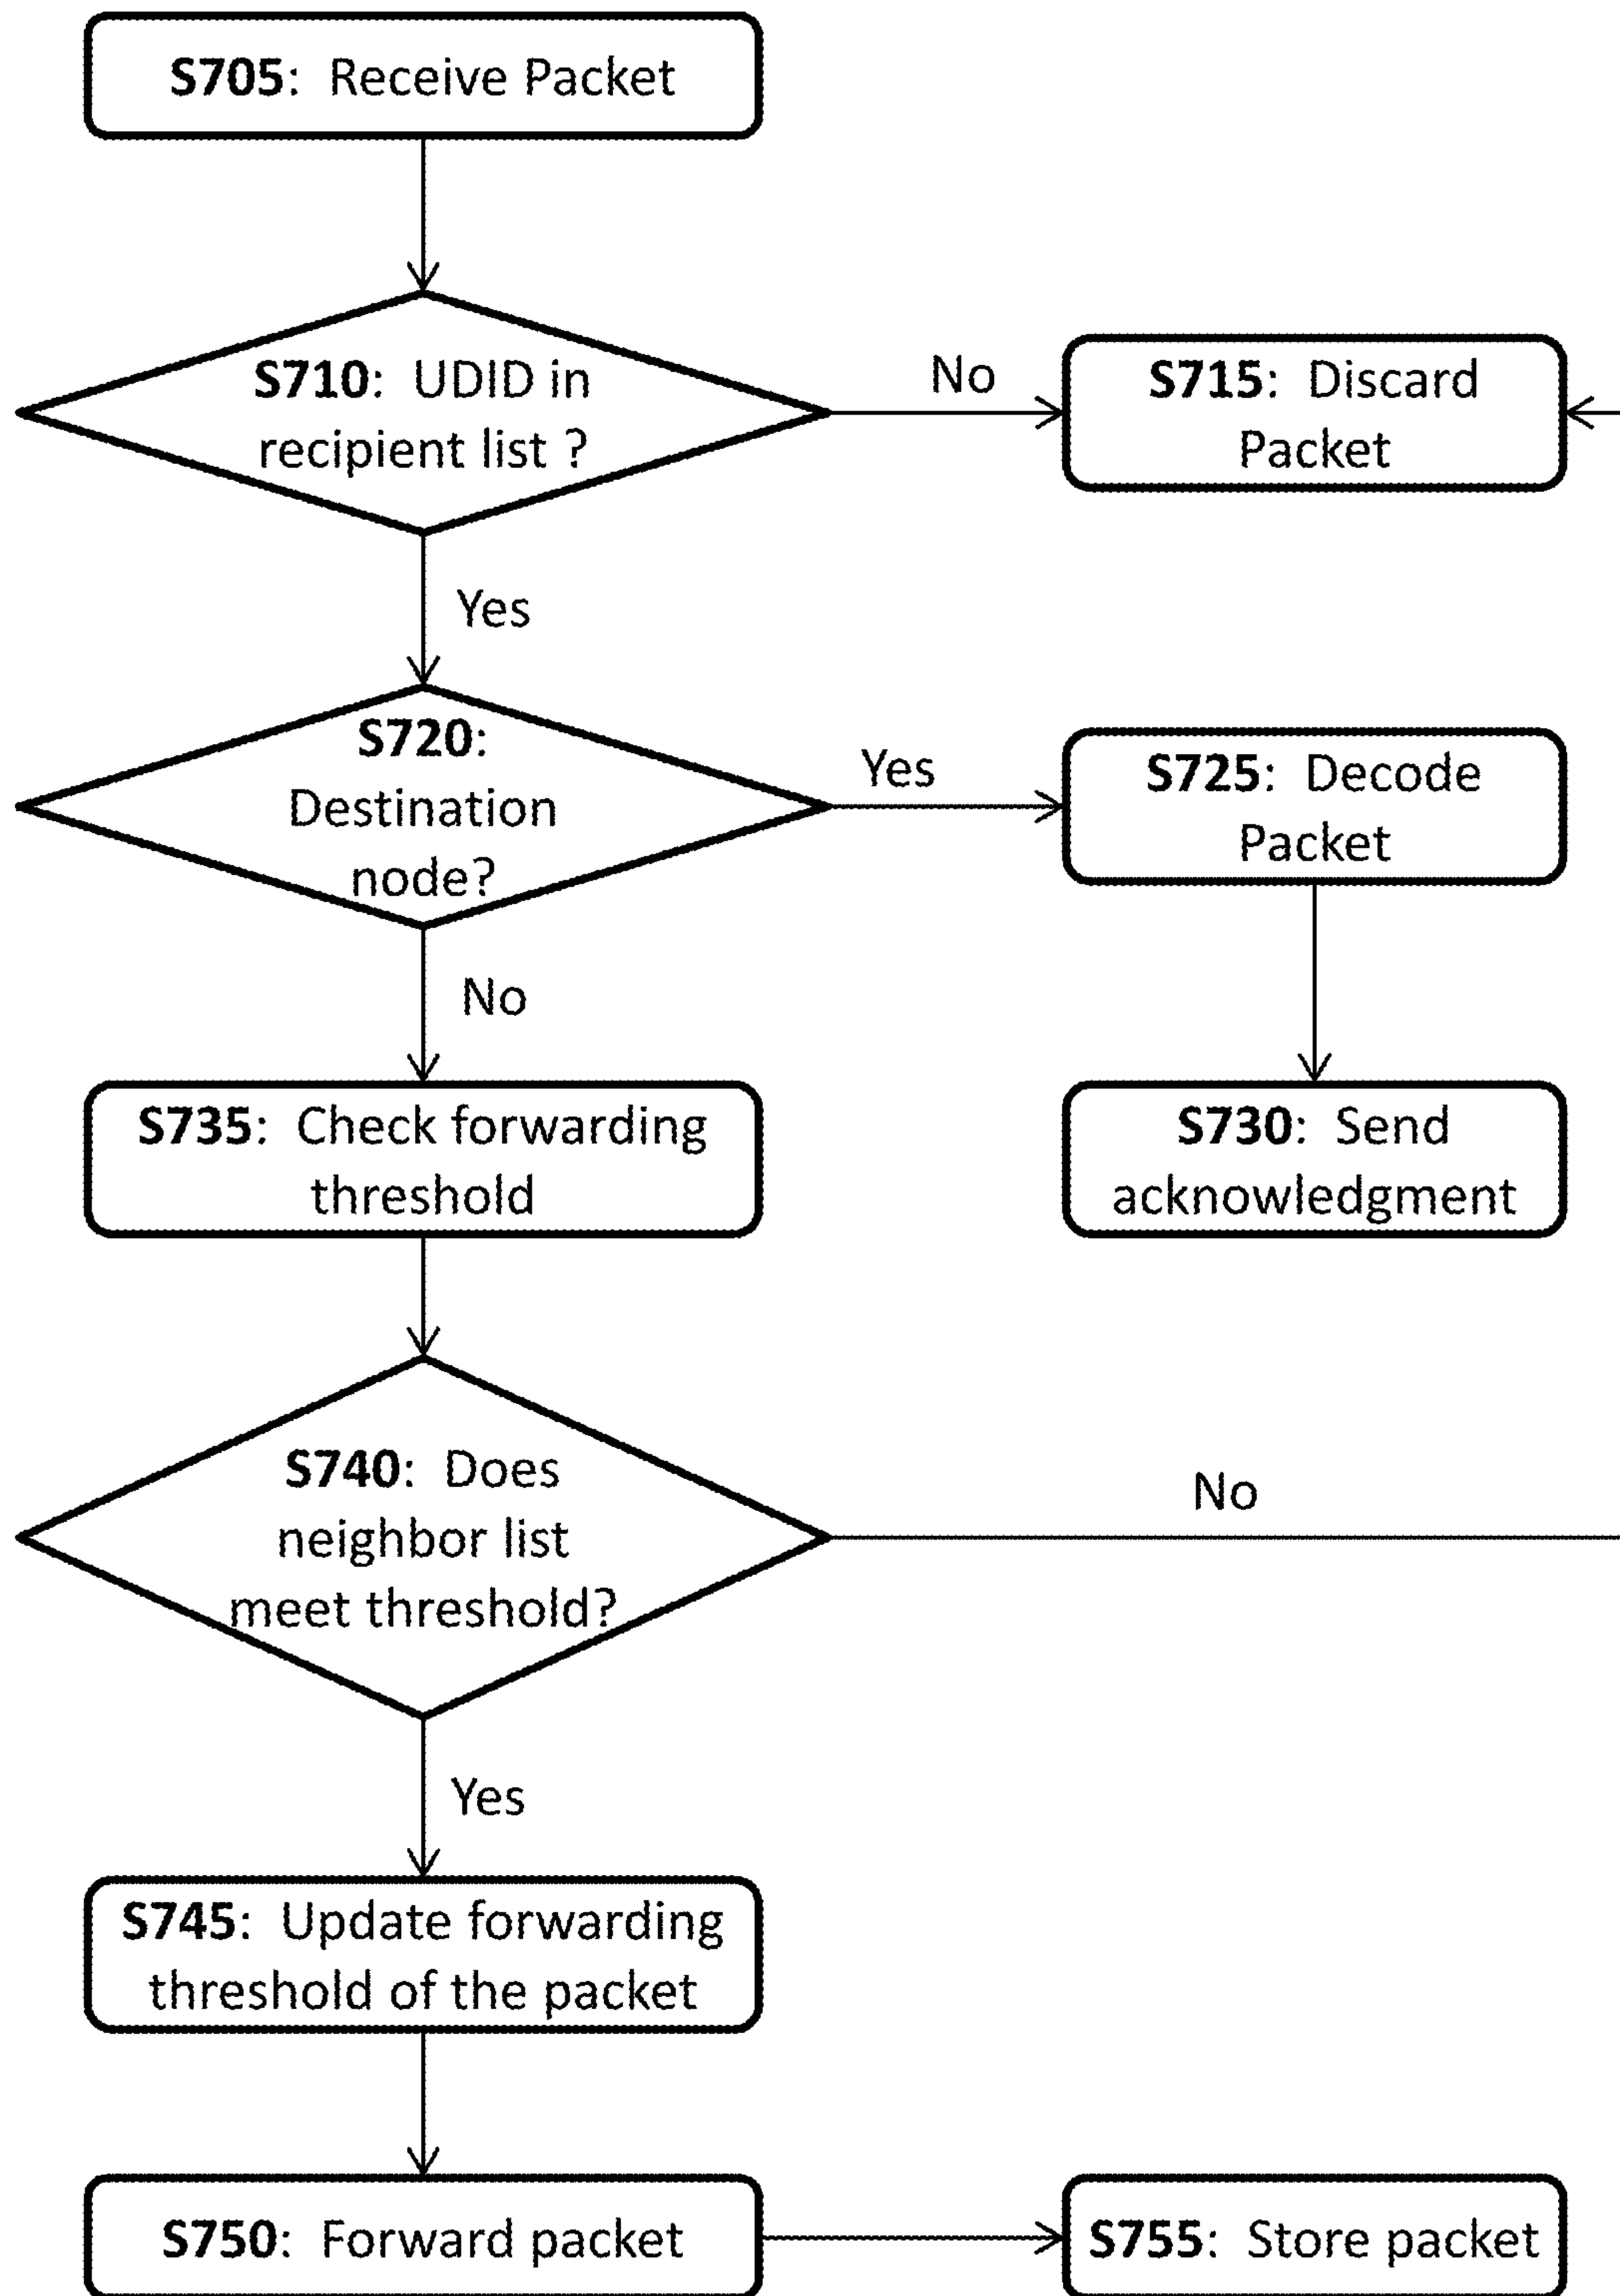 S705: Receive Packet
S710: UDID in
recipient list ?
No
S715: Discard
Packet
Yes
S720:
Destination
node?
Yes
S725: Decode
Packet
No
S735: Check forwarding
threshold
S730: Send
acknowledgment
S740: Does
neighbor list
meet threshold?
No
Yes
S745: Update forwarding
threshold of the packet
S750: Forward packet
S755: Store packet